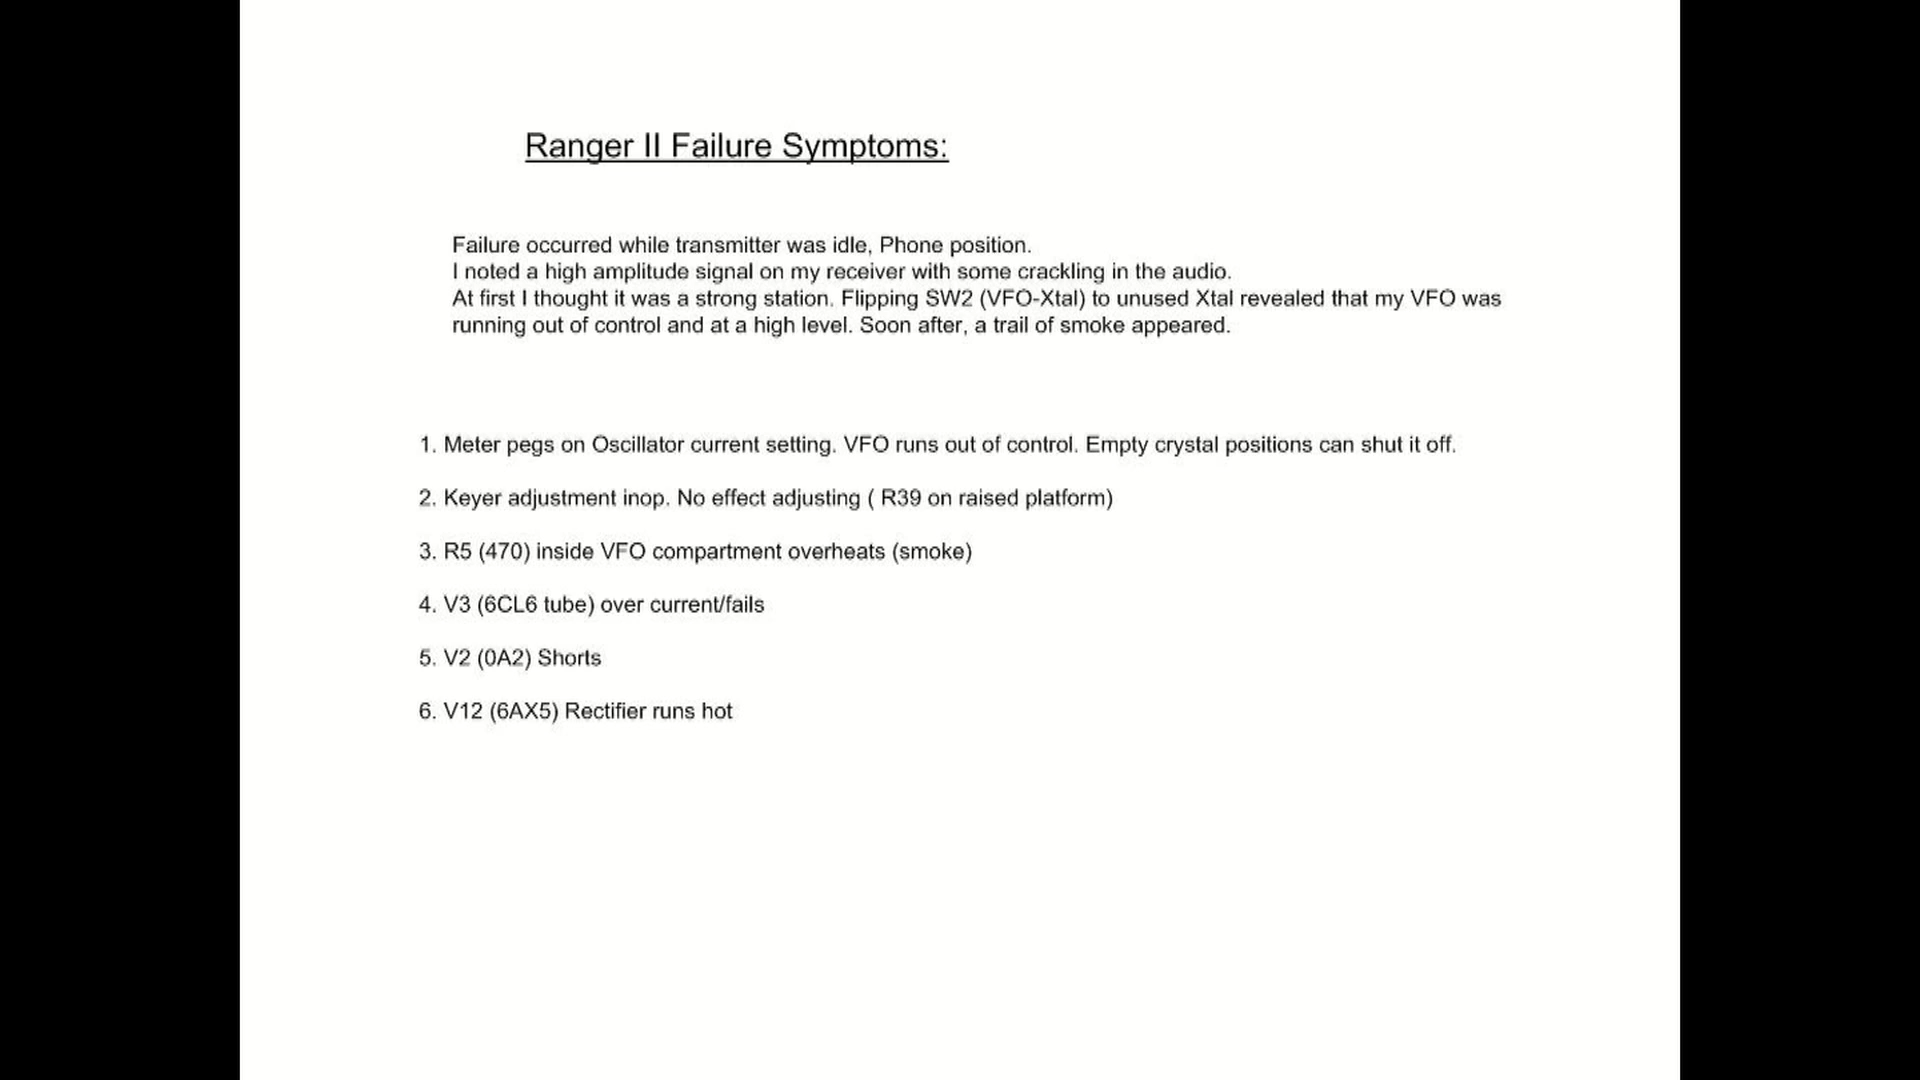 Ranger II Failure Symptoms:
Failure occurred while transmitter was idle, Phone position.
I noted a high amplitude signal on my receiver with some crackling in the audio.
At first I thought it was a strong station. Flipping SW2 (VFO-Xtal) to unused Xtal revealed that my VFO was
running out of control and at a high level. Soon after, a trail of smoke appeared.
1. Meter pegs on Oscillator current setting. VFO runs out of control. Empty crystal positions can shut it off.
2. Keyer adjustment inop. No effect adjusting ( R39 on raised platform)
3. R5 (470) inside VFO compartment overheats (smoke)
4. V3 (6CL6 tube) over current/fails
5. V2 (0A2) Shorts
6. V12 (6AX5) Rectifier runs hot